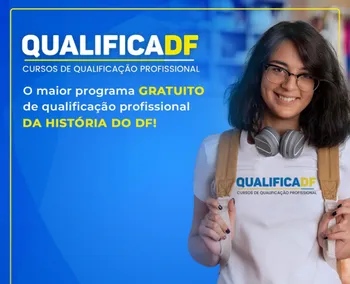 QUALIFICADF
CURSOS DE QUALIFICAÇÃO PROFISSIONAL
O maior programa GRATUITO
de qualificação profissional
DA HISTÓRIA DO DF!
QUALIFICADF
CURSOS DE QUALIFICAÇÃO PROFISSIONAL